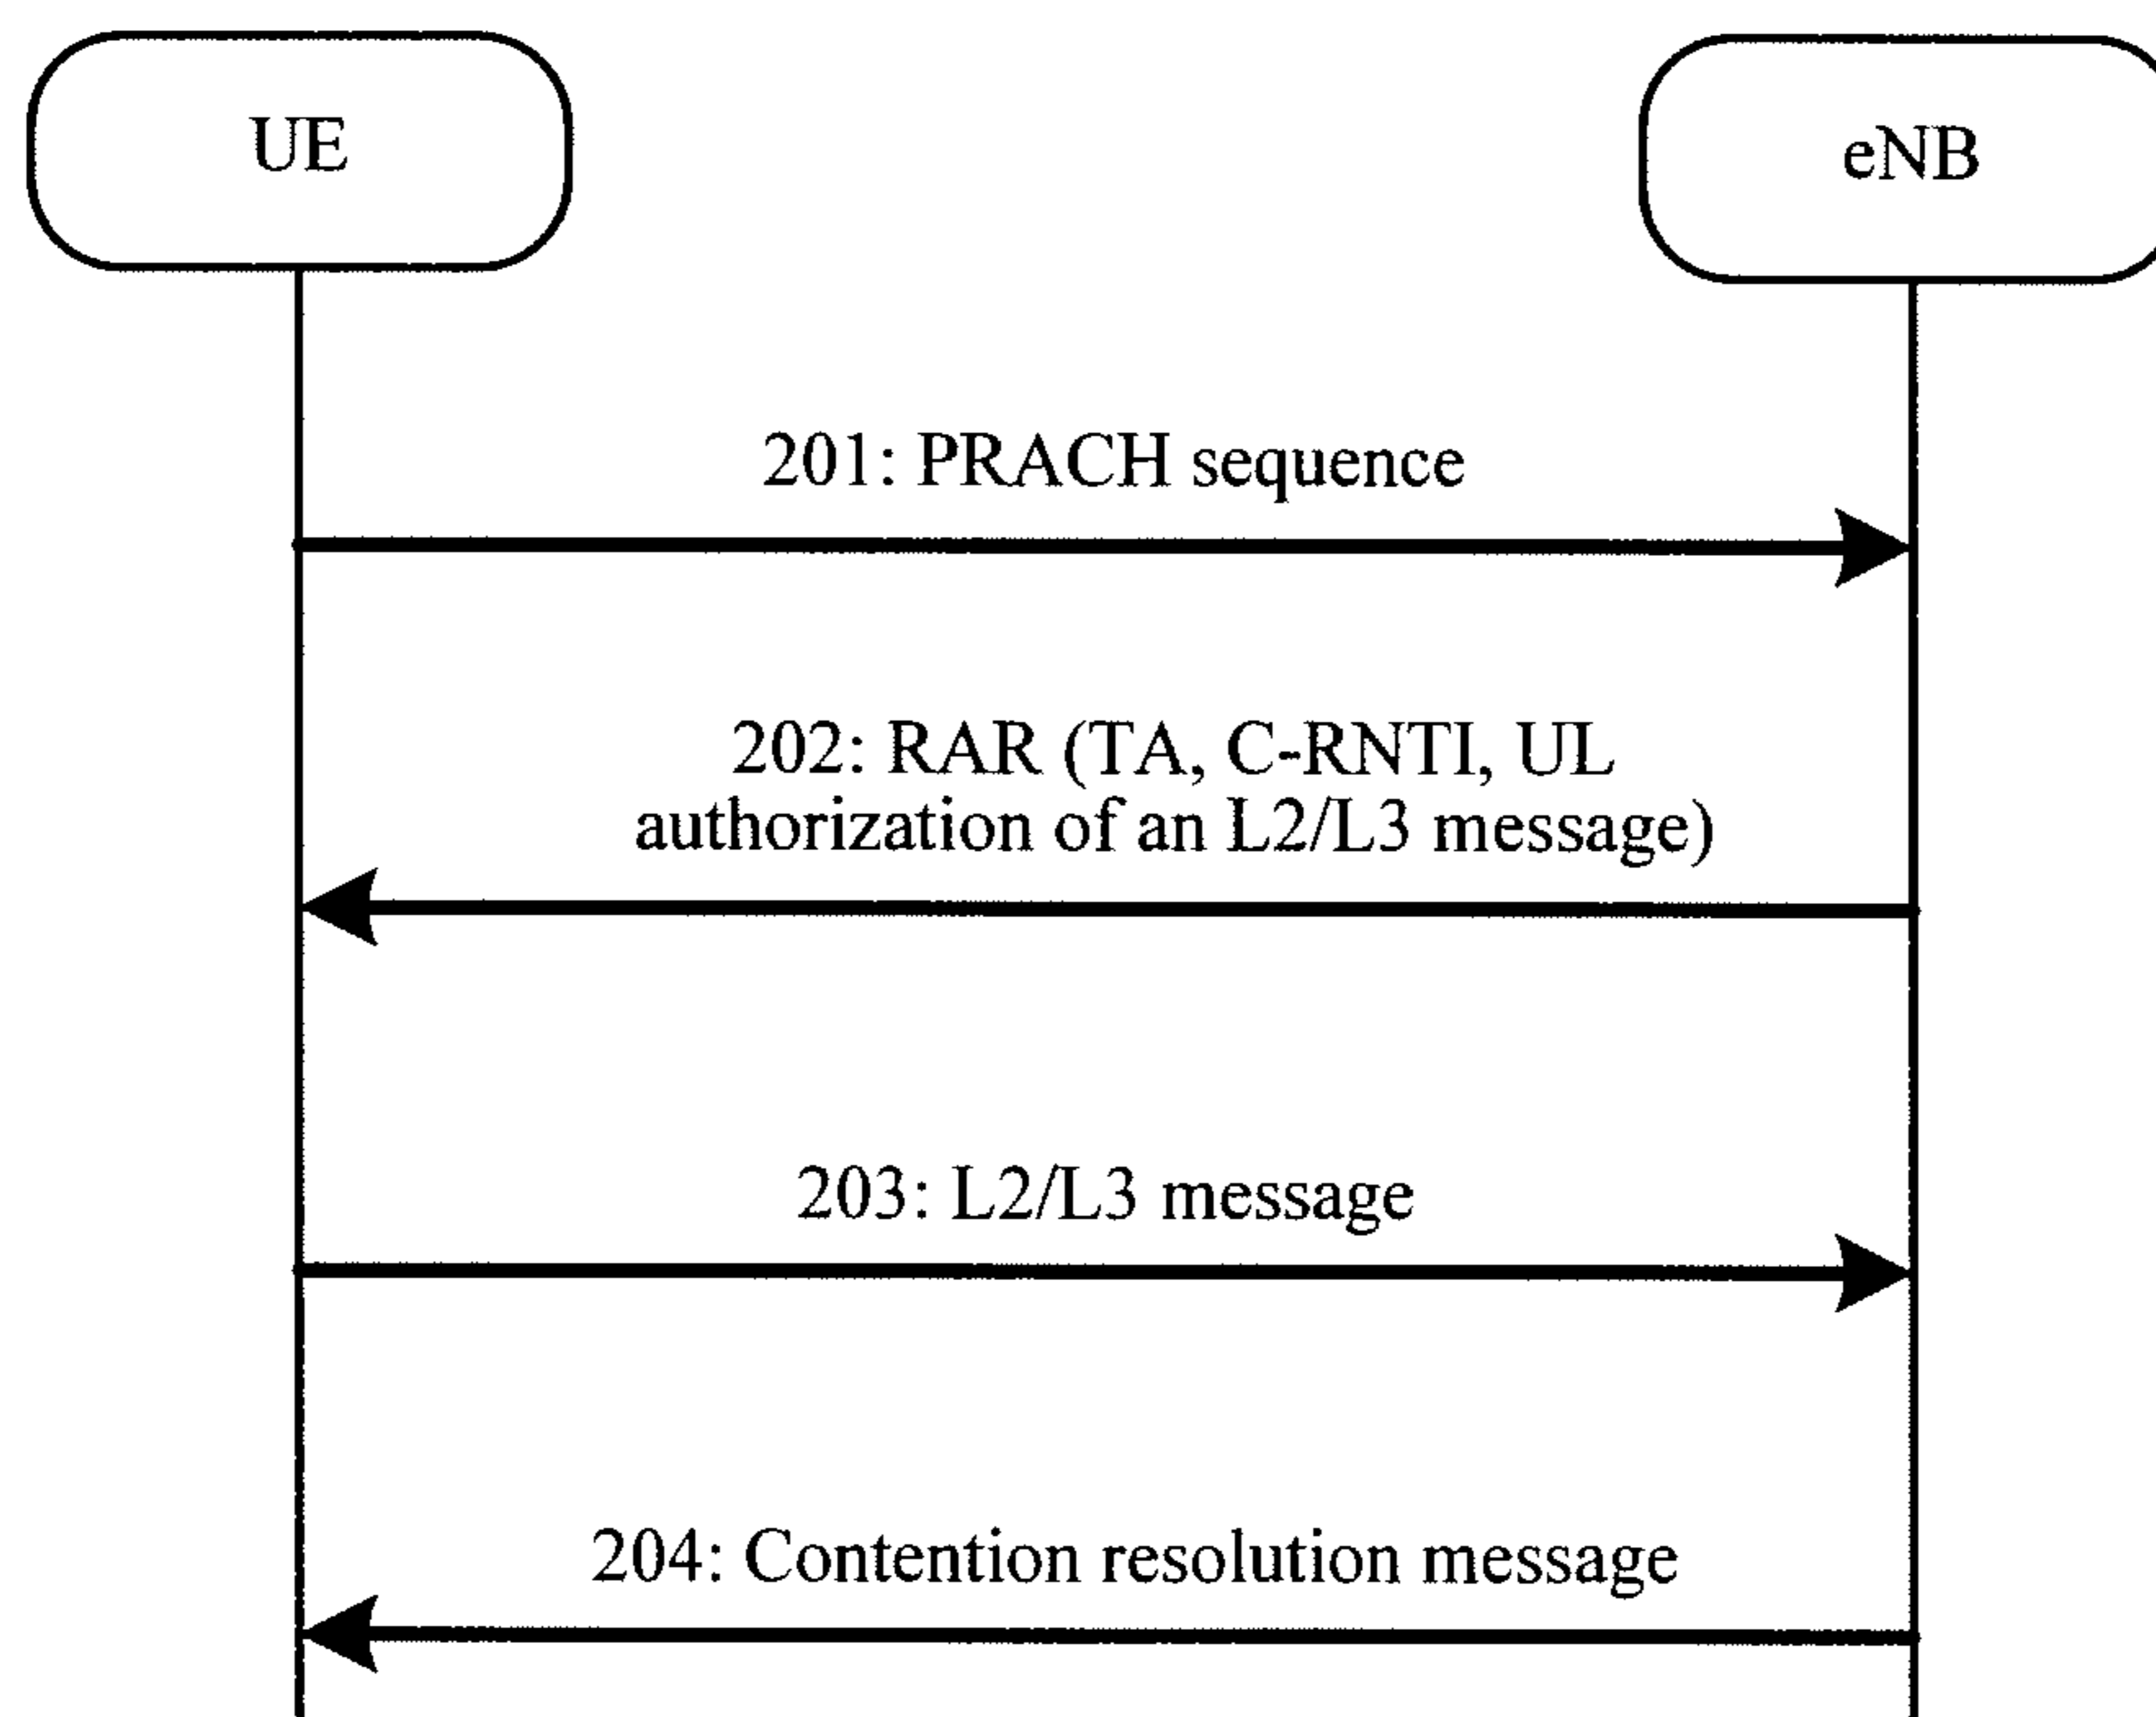 UE
eNB
201: PRACH sequence
202: RAR (TA, C-RNTI, UL
authorization of an L2/L3 message)
203: L2/L3 message
204: Contention resolution message